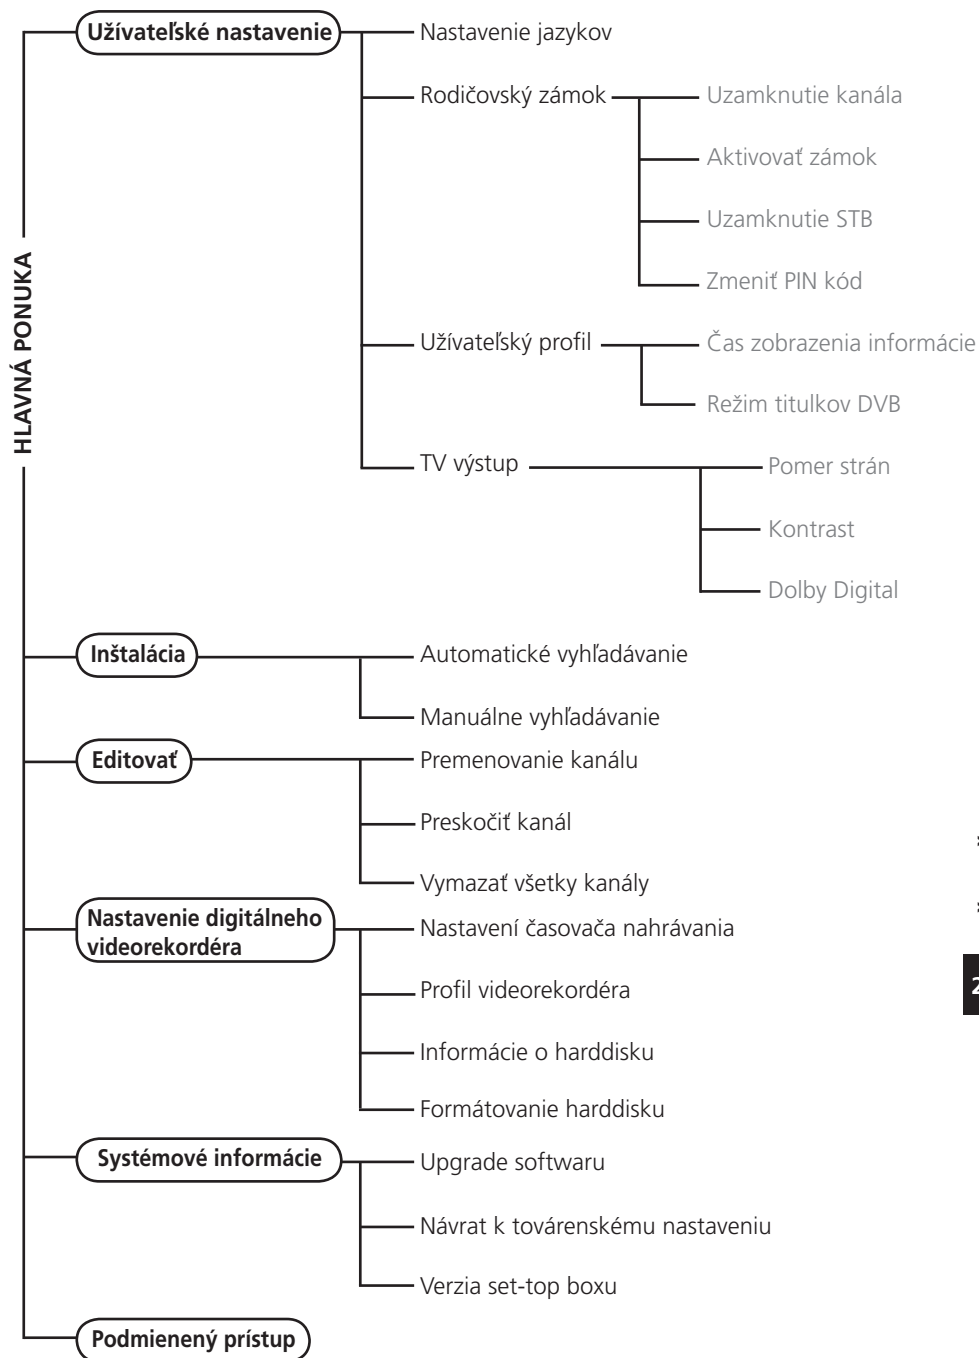 HLAVNÁ PONUKA
Užívateľské nastavenie
Nastavenie jazykov
Rodičovský zámok
Uzamknutie kanála
Aktivovať zámok
Uzamknutie STB
Zmeniť PIN kód
Užívateľský profil
Čas zobrazenia informácie
Režim titulkov DVB
TV výstup
Pomer strán
Kontrast
Dolby Digital
Inštalácia
Automatické vyhľadávanie
Manuálne vyhľadávanie
Editovať
Premenovanie kanálu
Preskočiť kanál
Vymazať všetky kanály
Nastavenie digitálneho
videorekordéra
Nastavení časovača nahrávania
Profil videorekordéra
Informácie o harddisku
Formátovanie harddisku
Systémové informácie
Upgrade softwaru
Návrat k továrenskému nastaveniu
Verzia set-top boxu
Podmienený prístup